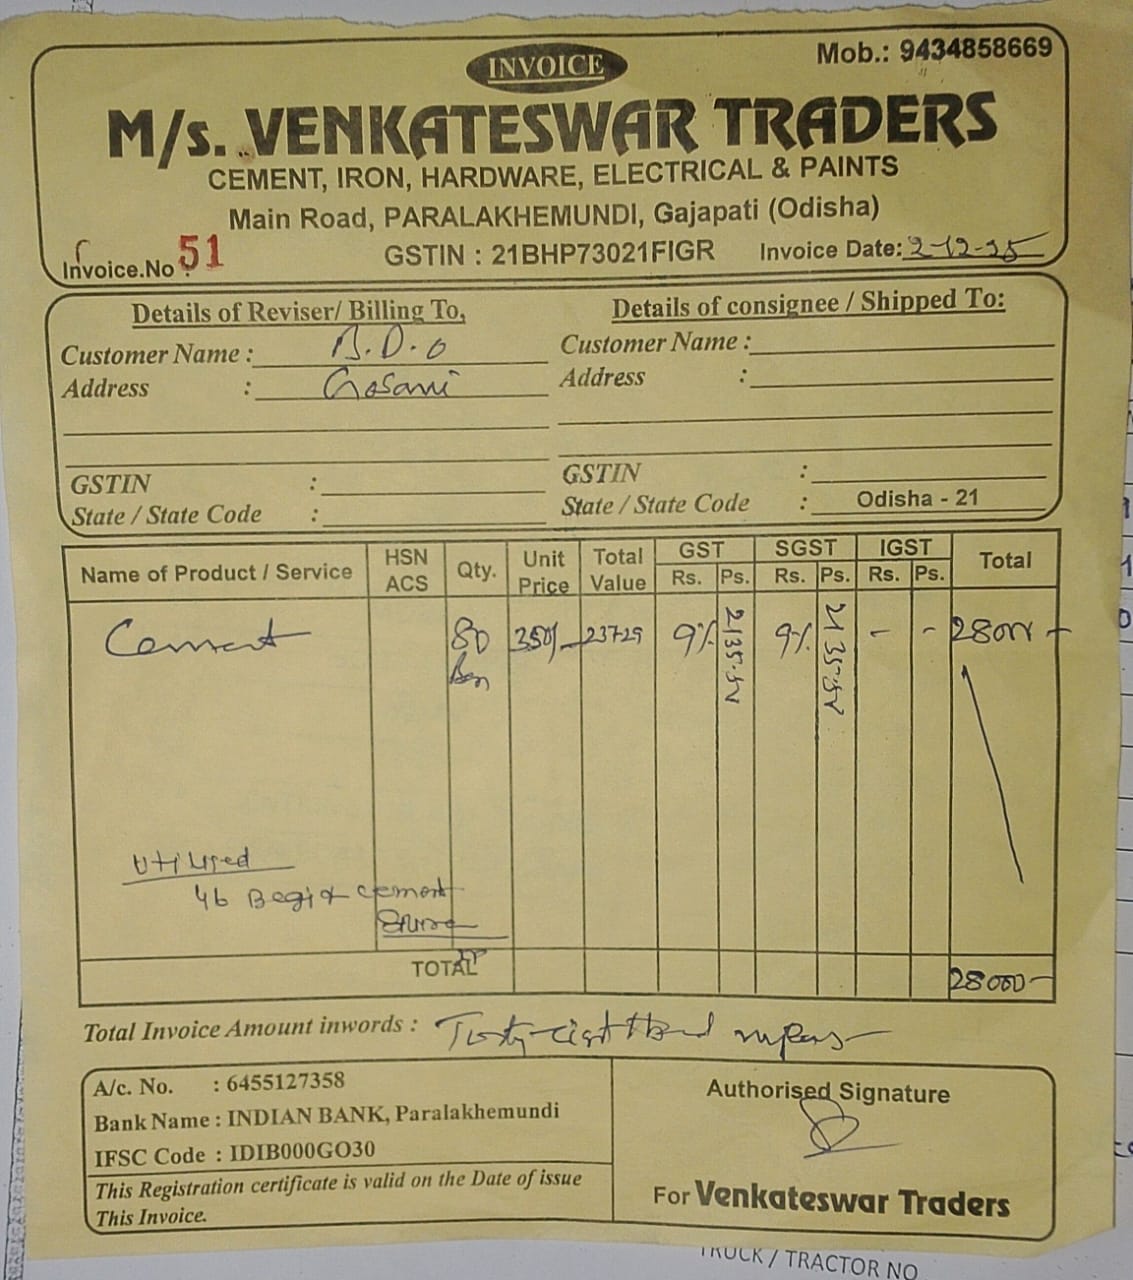 INVOICE
Mob.: 9434858669
M/s. VENKATESWAR TRADERS
CEMENT, IRON, HARDWARE, ELECTRICAL & PAINTS
Main Road, PARALAKHEMUNDI, Gajapati (Odisha)
Invoice.No 51 GSTIN : 21BHP73021FIGR Invoice Date: 2-12-25
Details of Reviser/ Billing To,
Customer Name : B.D.O
Address : Gosani
GSTIN :
State / State Code :
Details of consignee / Shipped To:
Customer Name :
Address :
GSTIN :
State / State Code : Odisha - 21
Name of Product / Service HSN ACS Qty. Unit Price Total Value GST Rs. Ps. SGST Rs. Ps. IGST Rs. Ps. Total
Cement 80 350/- 23729 9% 2135.5 9% 2135.5 - - 28000
Utilised
46 Begs cement
TOTAL 28000-
Total Invoice Amount inwords : rupees
A/c. No. : 6455127358
Bank Name : INDIAN BANK, Paralakhemundi
IFSC Code : IDIB000GO30
This Registration certificate is valid on the Date of issue
This Invoice.
Authorised Signature
For Venkateswar Traders
TRUCK / TRACTOR NO